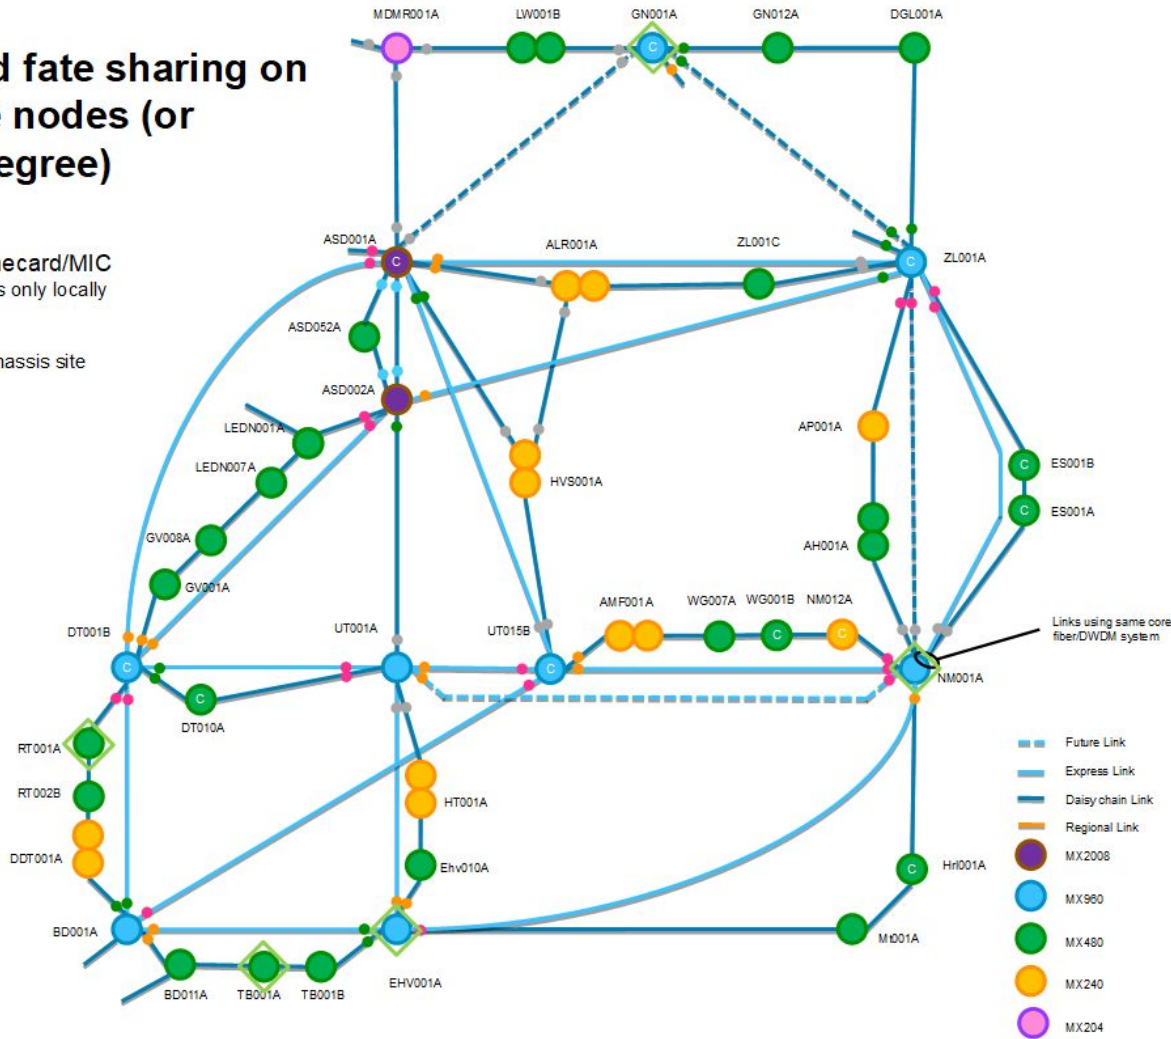 d fate sharing on
e nodes (or
egree)
necard/MIC
s only locally
hassis site
MDMR001A
LW001B
GN001A
GN012A
DGL001A
C
ASD001A
C
ALR001A
ZL001C
C
ZL001A
ASD052A
ASD002A
LEDN001A
LEDN007A
GV008A
GV001A
HVS001A
AP001A
AH001A
C
ES001B
C
ES001A
DT001B
C
UT001A
UT015B
C
AMF001A
WG007A
WG001B
C
NM012A
C
NM001A
Links using same core
fiber/DWDM system
C
DT010A
RT001A
RT002B
DDT001A
HT001A
Ehv010A
BD001A
BD011A
TB001A
TB001B
EHV001A
Mt001A
C
Hrl001A
Future Link
Express Link
Daisy chain Link
Regional Link
MX2008
MX960
MX480
MX240
MX204